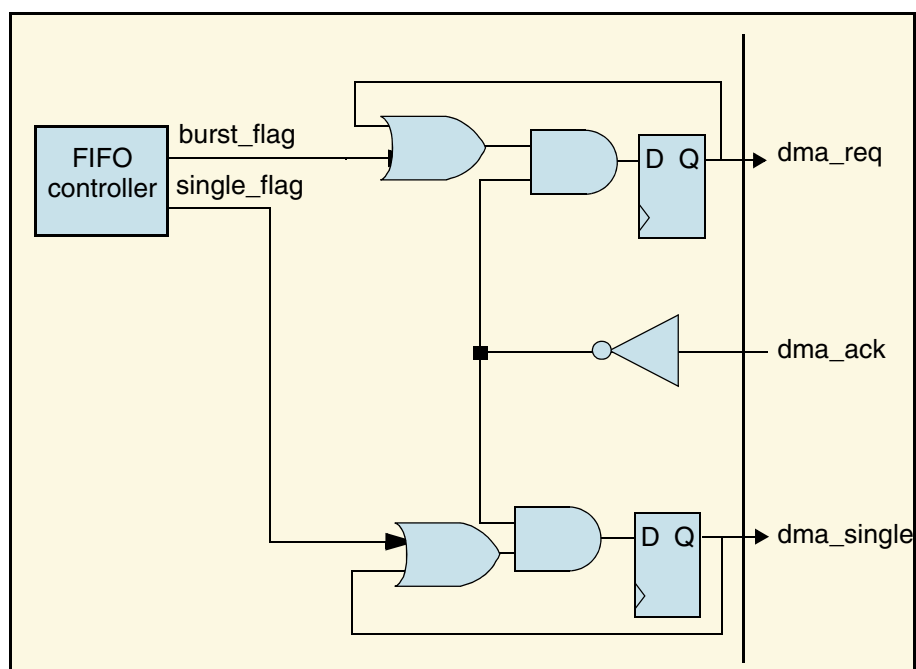 burst_flag
FIFO
controller
single_flag
D Q
dma_req
dma_ack
D Q
dma_single